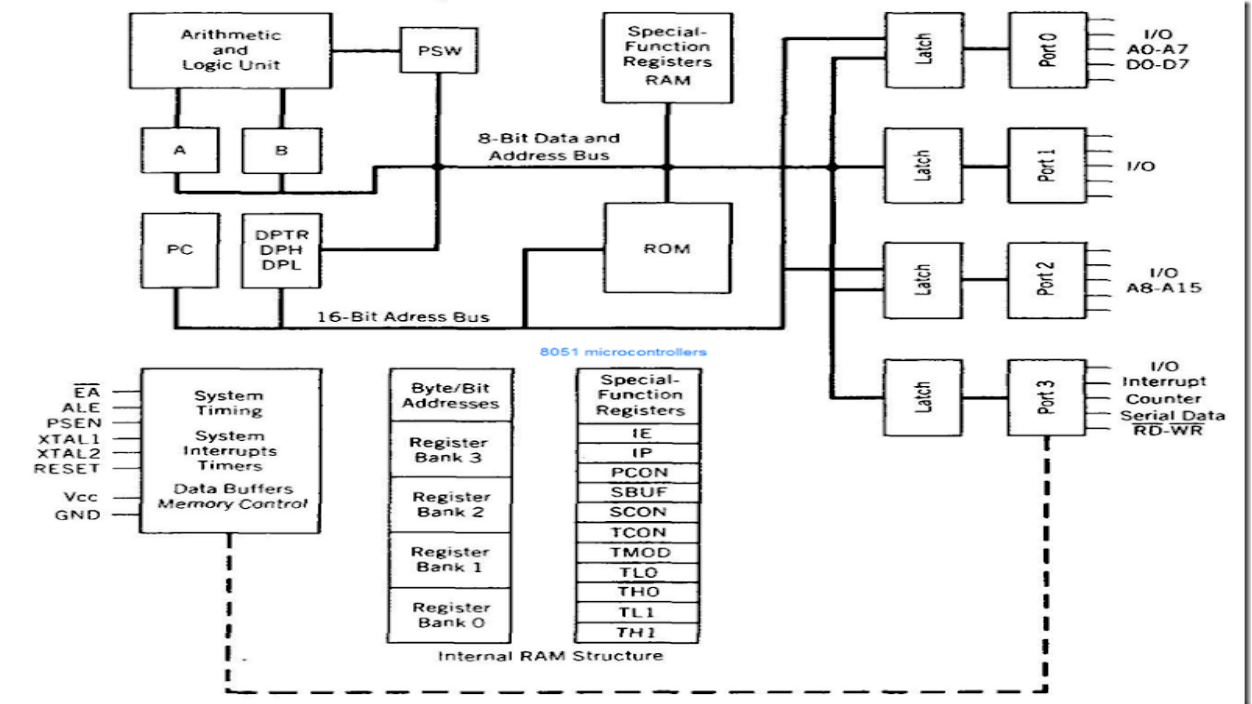 Arithmetic
and
Logic Unit
PSW
Special-
Function
Registers
RAM
Latch
Port 0
I/O
A0-A7
D0-D7
A
B
8-Bit Data and
Address Bus
Latch
Port 1
I/O
PC
DPTR
DPH
DPL
ROM
Latch
Port 2
I/O
A8-A15
16-Bit Adress Bus
8051 microcontrollers
EA
ALE
PSEN
XTAL1
XTAL2
RESET
Vcc
GND
System
Timing
System
Interrupts
Timers
Data Buffers
Memory Control
Byte/Bit
Addresses
Register
Bank 3
Register
Bank 2
Register
Bank 1
Register
Bank 0
Special-
Function
Registers
IE
IP
PCON
SBUF
SCON
TCON
TMOD
TL0
TH0
TL1
TH1
Internal RAM Structure
Latch
Port 3
I/O
Interrupt
Counter
Serial Data
RD-WR